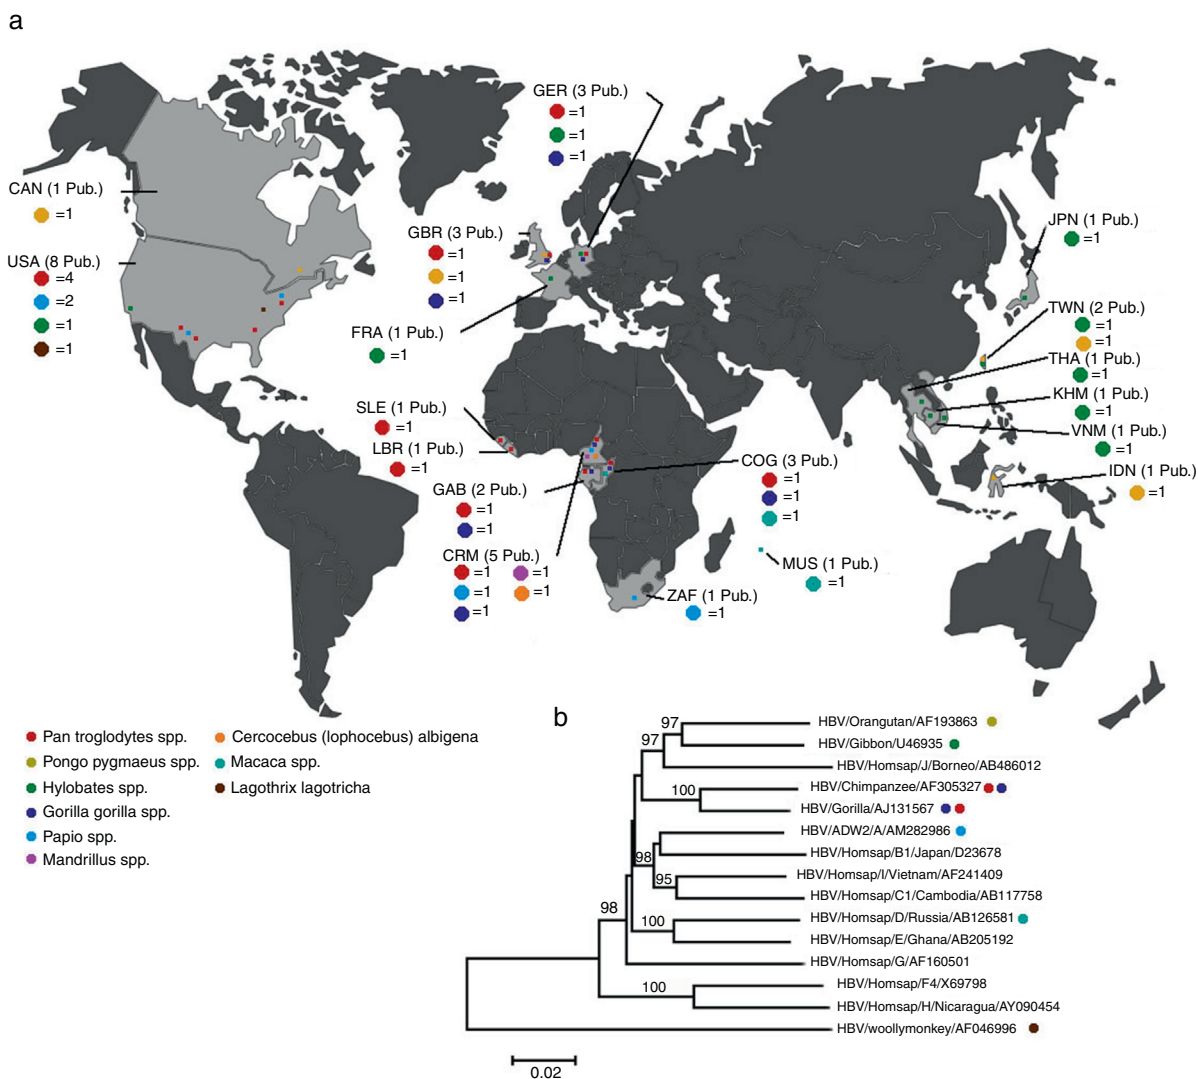 a
GER (3 Pub.)
=1
=1
=1
CAN (1 Pub.)
=1
USA (8 Pub.)
=4
=2
=1
=1
GBR (3 Pub.)
=1
=1
=1
FRA (1 Pub.)
=1
JPN (1 Pub.)
=1
TWN (2 Pub.)
=1
=1
THA (1 Pub.)
=1
KHM (1 Pub.)
=1
VNM (1 Pub.)
=1
IDN (1 Pub.)
=1
SLE (1 Pub.)
=1
LBR (1 Pub.)
=1
GAB (2 Pub.)
=1
=1
COG (3 Pub.)
=1
=1
=1
CRM (5 Pub.)
=1 =1
=1 =1
=1
MUS (1 Pub.)
=1
ZAF (1 Pub.)
=1
Pan troglodytes spp.
Pongo pygmaeus spp.
Hylobates spp.
Gorilla gorilla spp.
Papio spp.
Mandrillus spp.
Cercocebus (lophocebus) albigena
Macaca spp.
Lagothrix lagotricha
b
97
97
100
98
95
98
100
100
HBV/Orangutan/AF193863
HBV/Gibbon/U46935
HBV/Homsap/J/Borneo/AB486012
HBV/Chimpanzee/AF305327
HBV/Gorilla/AJ131567
HBV/ADW2/A/AM282986
HBV/Homsap/B1/Japan/D23678
HBV/Homsap/I/Vietnam/AF241409
HBV/Homsap/C1/Cambodia/AB117758
HBV/Homsap/D/Russia/AB126581
HBV/Homsap/E/Ghana/AB205192
HBV/Homsap/G/AF160501
HBV/Homsap/F4/X69798
HBV/Homsap/H/Nicaragua/AY090454
HBV/woollymonkey/AF046996
0.02